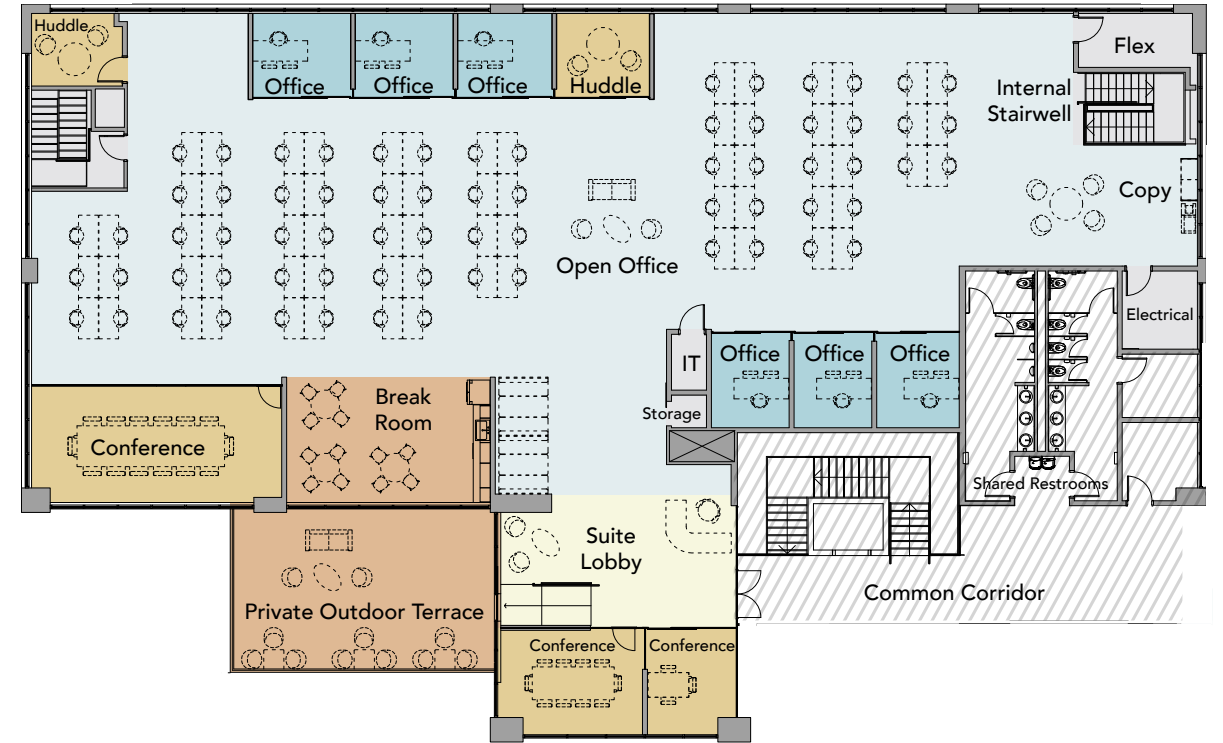 Huddle
Office
Office
Office
Huddle
Flex
Internal
Stairwell
Copy
Open Office
Electrical
IT
Office
Office
Office
Storage
Break
Room
Conference
Shared Restrooms
Suite
Lobby
Common Corridor
Private Outdoor Terrace
Conference
Conference